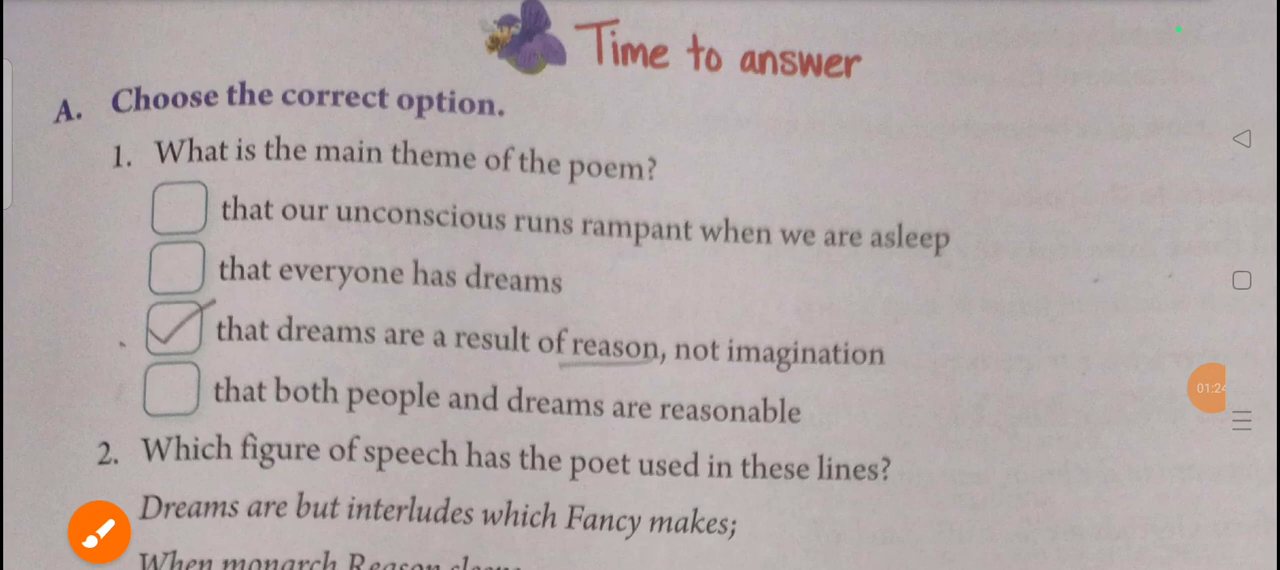 Time to answer
A. Choose the correct option.
1. What is the main theme of the poem?
that our unconscious runs rampant when we are asleep
that everyone has dreams
that dreams are a result of reason, not imagination
that both people and dreams are reasonable
2. Which figure of speech has the poet used in these lines?
Dreams are but interludes which Fancy makes;
When monarch Reason sleeps
01:24